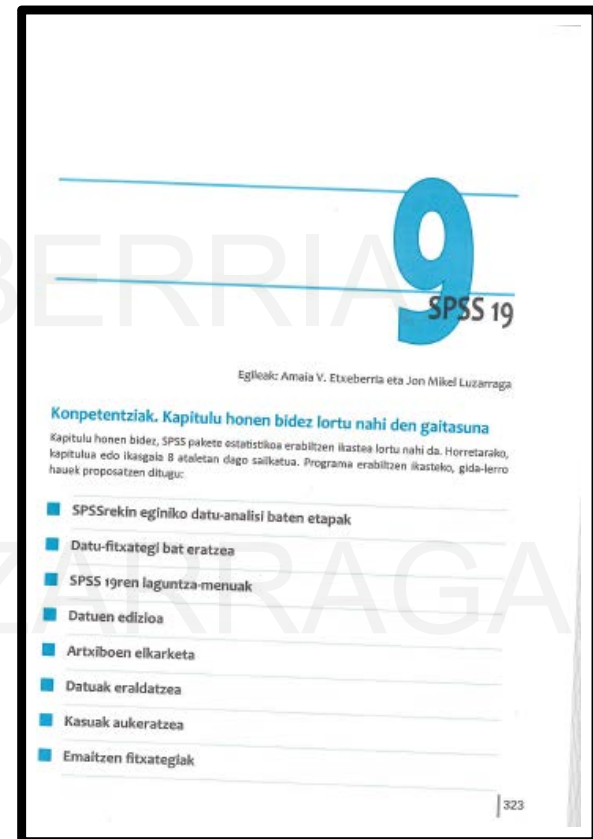 9
SPSS 19
Egileak: Amaia V. Etxeberria eta Jon Mikel Luzarraga
Konpetentziak. Kapitulu honen bidez lortu nahi den gaitasuna
Kapitulu honen bidez, SPSS pakete estatistikoa erabiltzen ikastea lortu nahi da. Horretarako,
kapitulua edo ikasgaia 8 ataletan dago sailkatua. Programa erabiltzen ikasteko, gida-lerro
hauek proposatzen ditugu:
SPSSrekin eginiko datu-analisi baten etapak
Datu-fitxategi bat eratzea
SPSS 19ren laguntza-menuak
Datuen edizioa
Artxiboen elkarketa
Datuak eraldatzea
Kasuak aukeratzea
Emaitzen fitxategiak
323
BERRIA
ZARRAGA